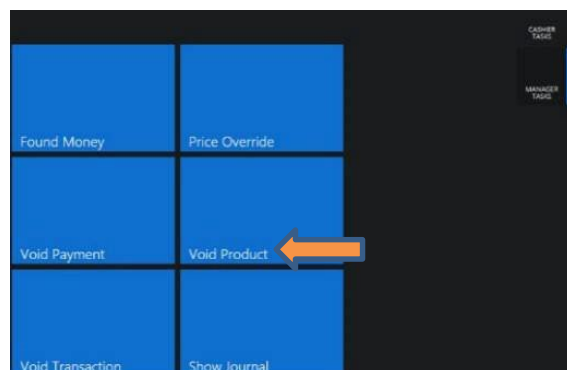 CASHIER
TASKS
MANAGER
TASKS
Found Money
Price Override
Void Payment
Void Product
Void Transaction
Show Journal